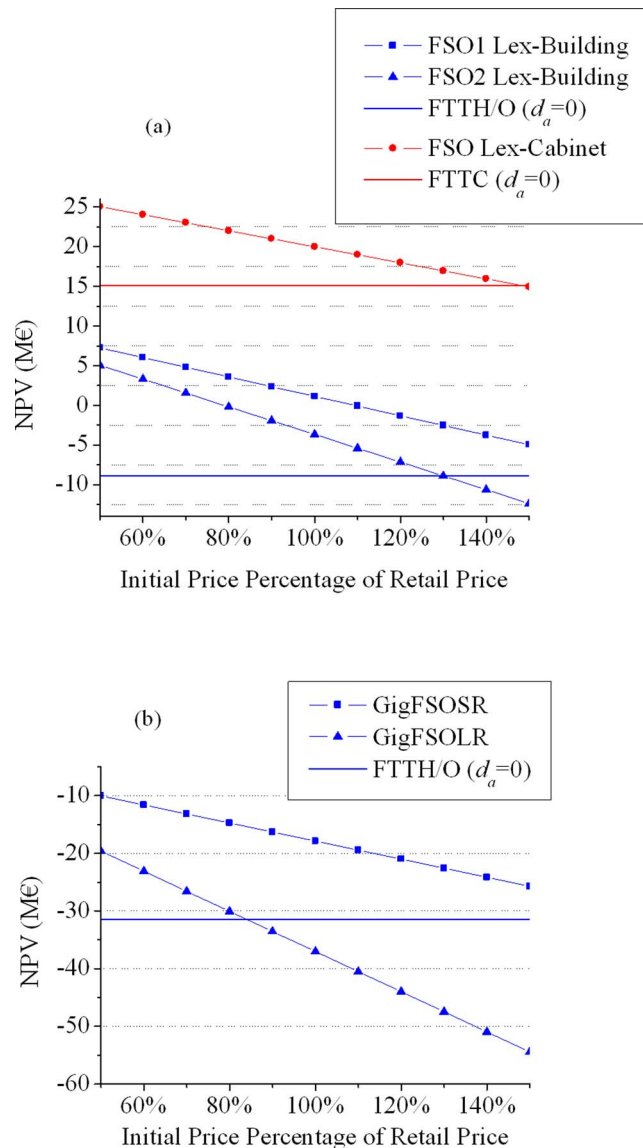 FSO1 Lex-Building
FSO2 Lex-Building
FTTH/O (dₐ=0)
FSO Lex-Cabinet
FTTC (dₐ=0)
(a)
25
20
15
10
5
0
-5
-10
NPV (M€)
60% 80% 100% 120% 140%
Initial Price Percentage of Retail Price
GigFSOSR
GigFSOLR
FTTH/O (dₐ=0)
(b)
-10
-20
-30
-40
-50
-60
NPV (M€)
60% 80% 100% 120% 140%
Initial Price Percentage of Retail Price